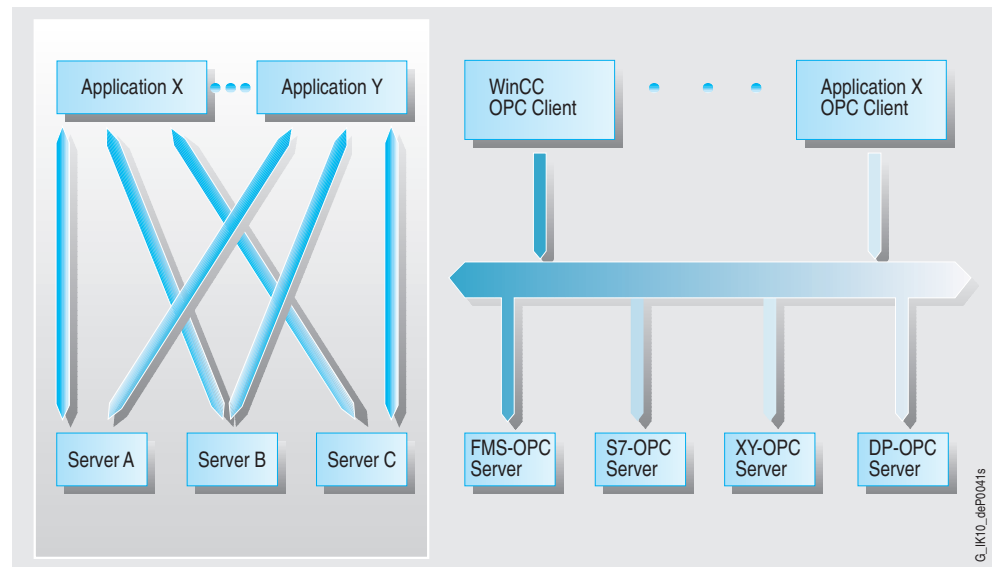 Application X
Application Y
WinCC
OPC Client
Application X
OPC Client
Server A
Server B
Server C
FMS-OPC
Server
S7-OPC
Server
XY-OPC
Server
DP-OPC
Server
G_IK10_deP0041s